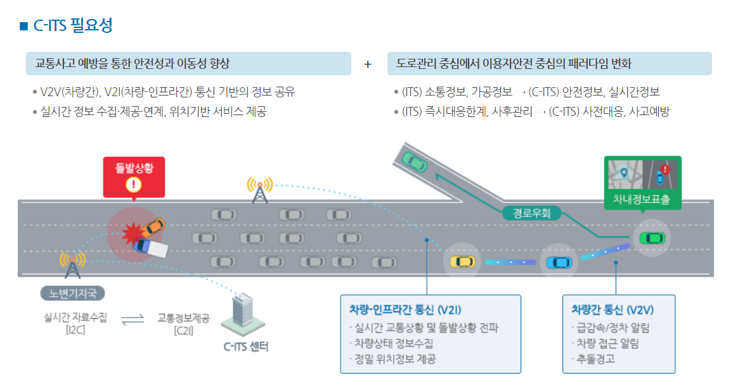 ■ C-ITS 필요성
교통사고 예방을 통한 안전성과 이동성 향상
+
도로관리 중심에서 이용자안전 중심의 패러다임 변화
• V2V(차량간), V2I(차량-인프라간) 통신 기반의 정보 공유
• 실시간 정보 수집·제공·연계, 위치기반 서비스 제공
• (ITS) 소통정보, 가공정보 → (C-ITS) 안전정보, 실시간정보
• (ITS) 즉시대응한계, 사후관리 → (C-ITS) 사전대응, 사고예방
돌발상황
!
!
차내정보표출
경로우회
노변기지국
실시간 자료수집
[I2C]
교통정보제공
[C2I]
C-ITS 센터
차량-인프라간 통신 (V2I)
· 실시간 교통상황 및 돌발상황 전파
· 차량상태 정보수집
· 정밀 위치정보 제공
차량간 통신 (V2V)
· 급감속/정차 알림
· 차량 접근 알림
· 추돌경고